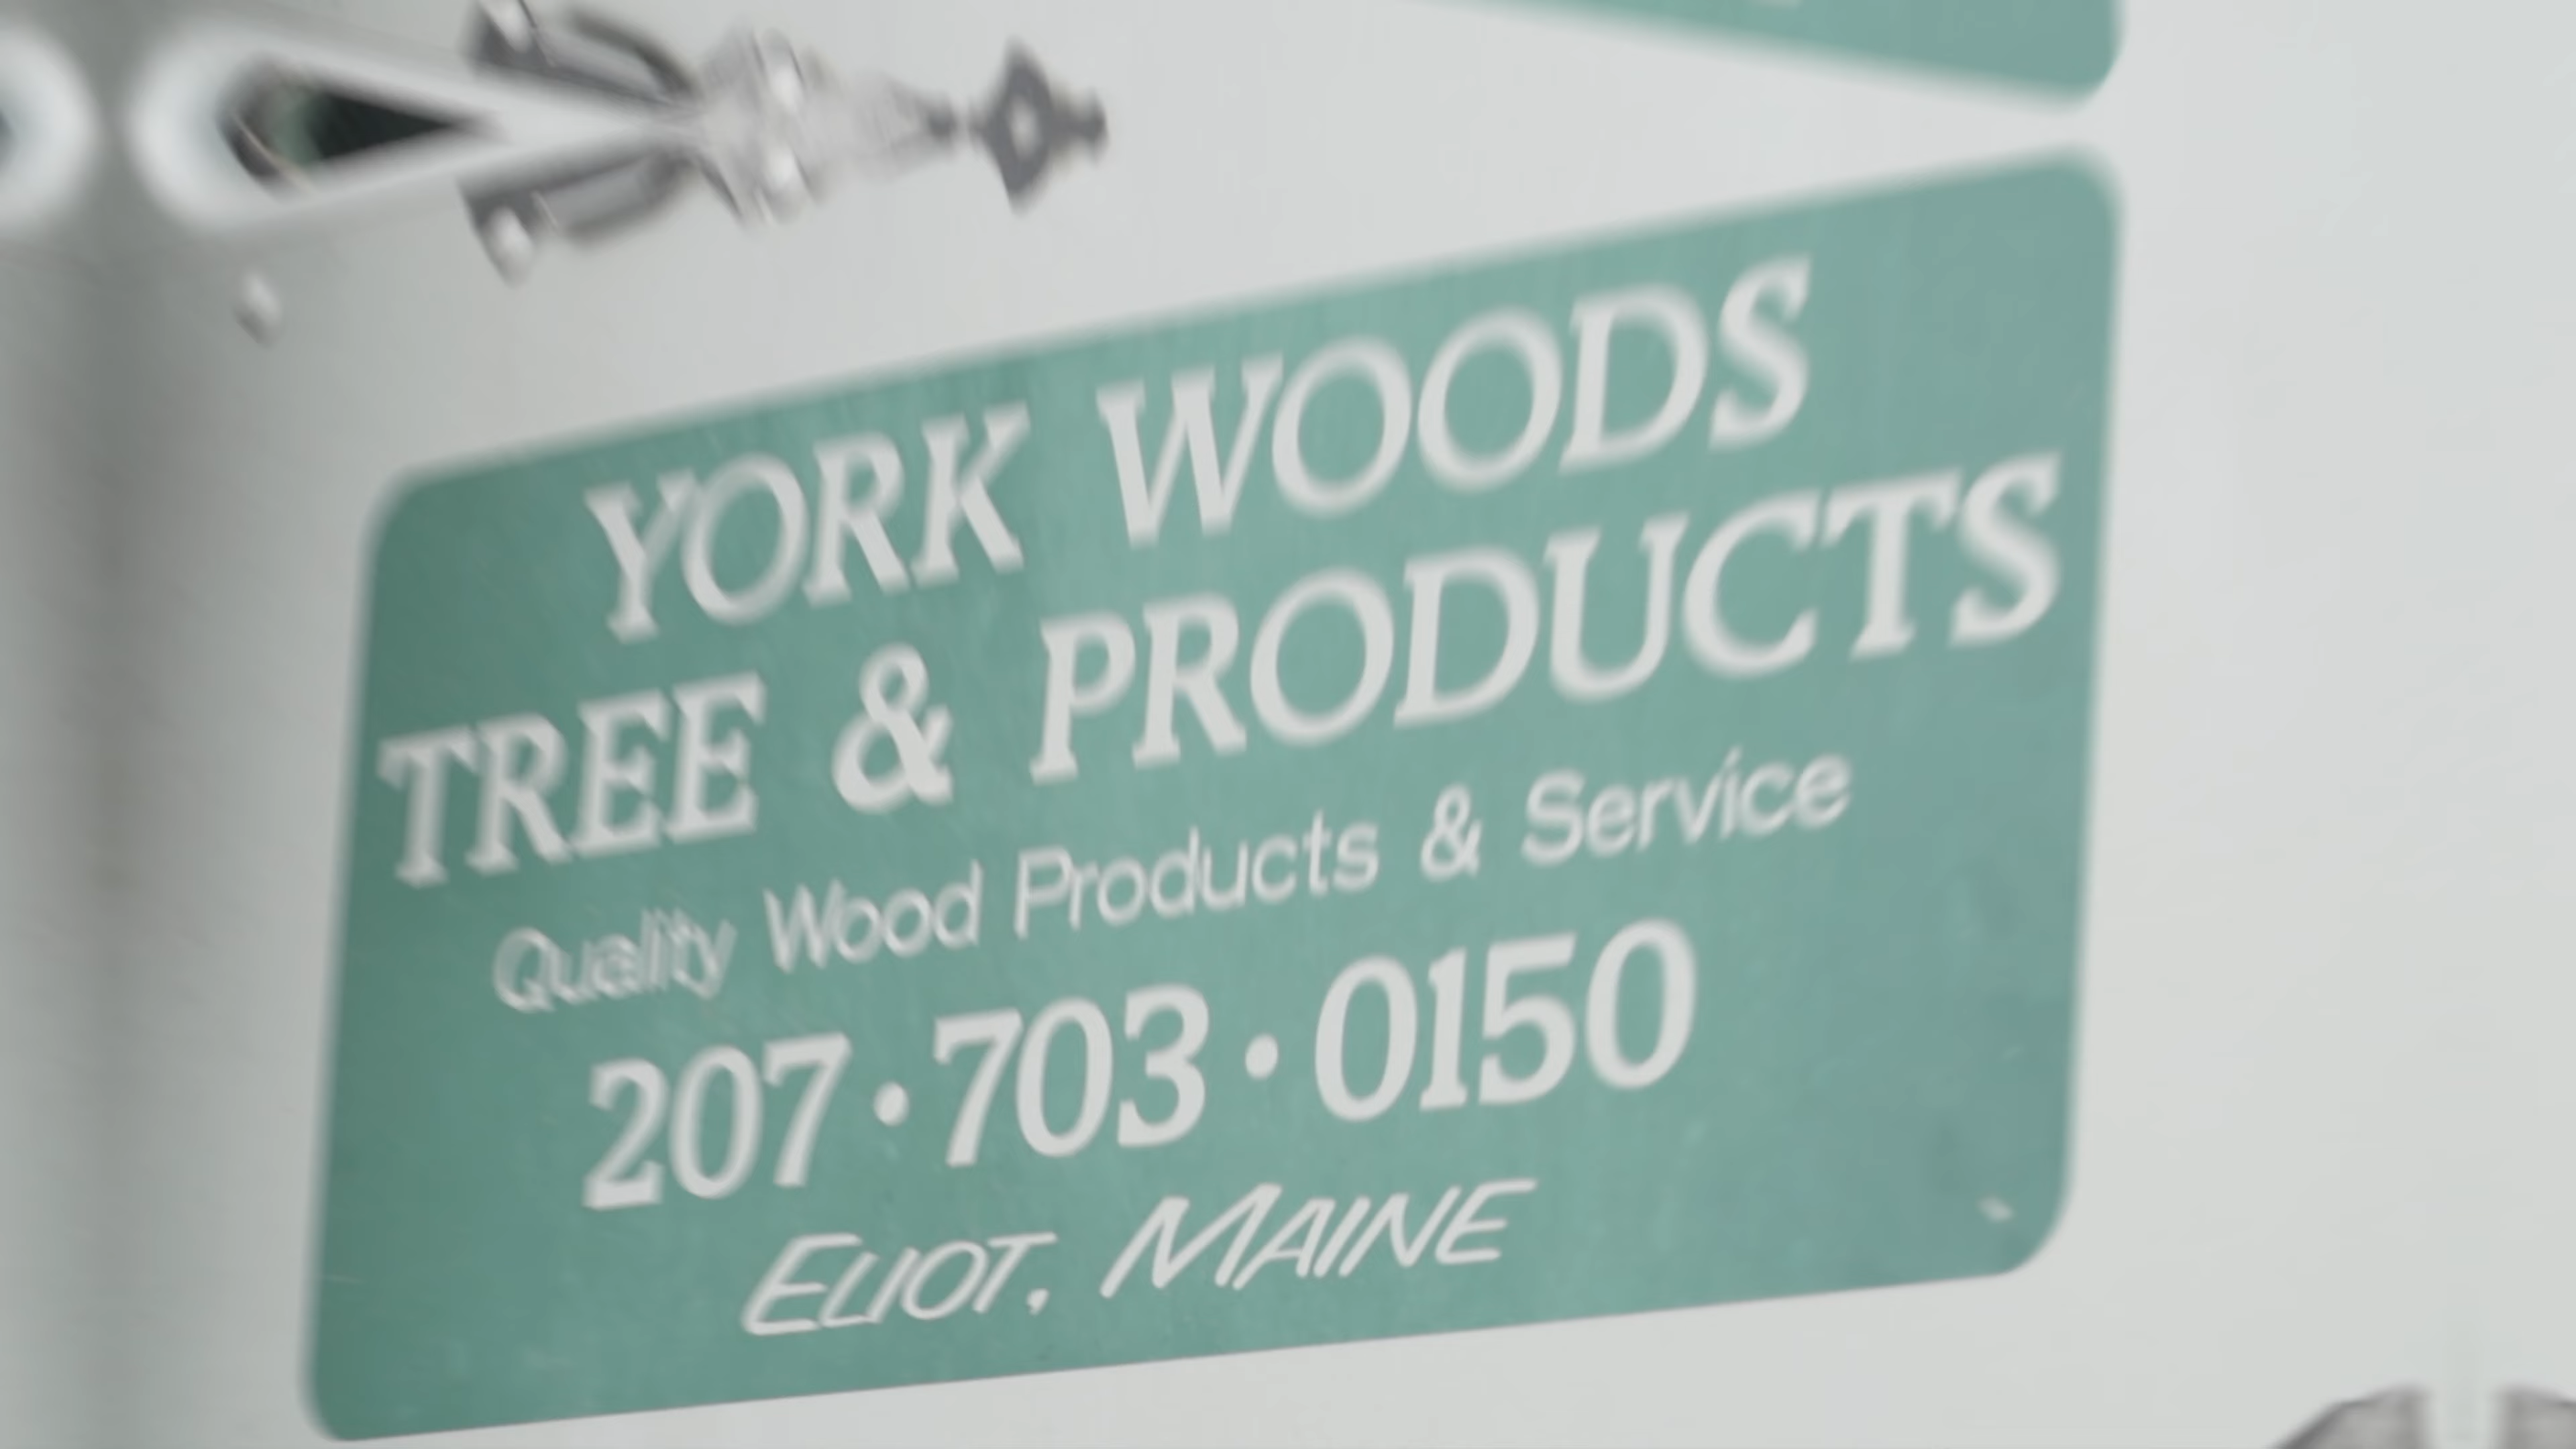 YORK WOODS
TREE & PRODUCTS
Quality Wood Products & Service
207•703•0150
ELIOT, MAINE